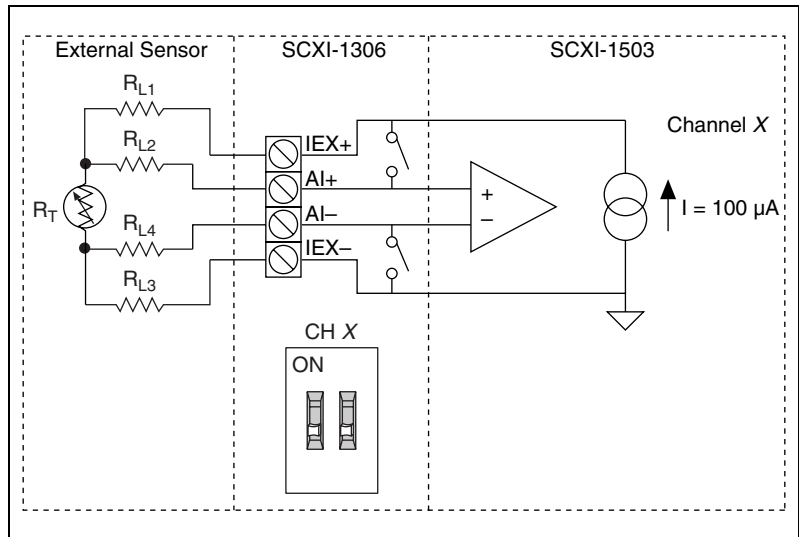 External Sensor
SCXI-1306
SCXI-1503
RL1
RL2
RT
RL4
RL3
IEX+
AI+
AI–
IEX–
+
–
Channel X
I = 100 µA
CH X
ON